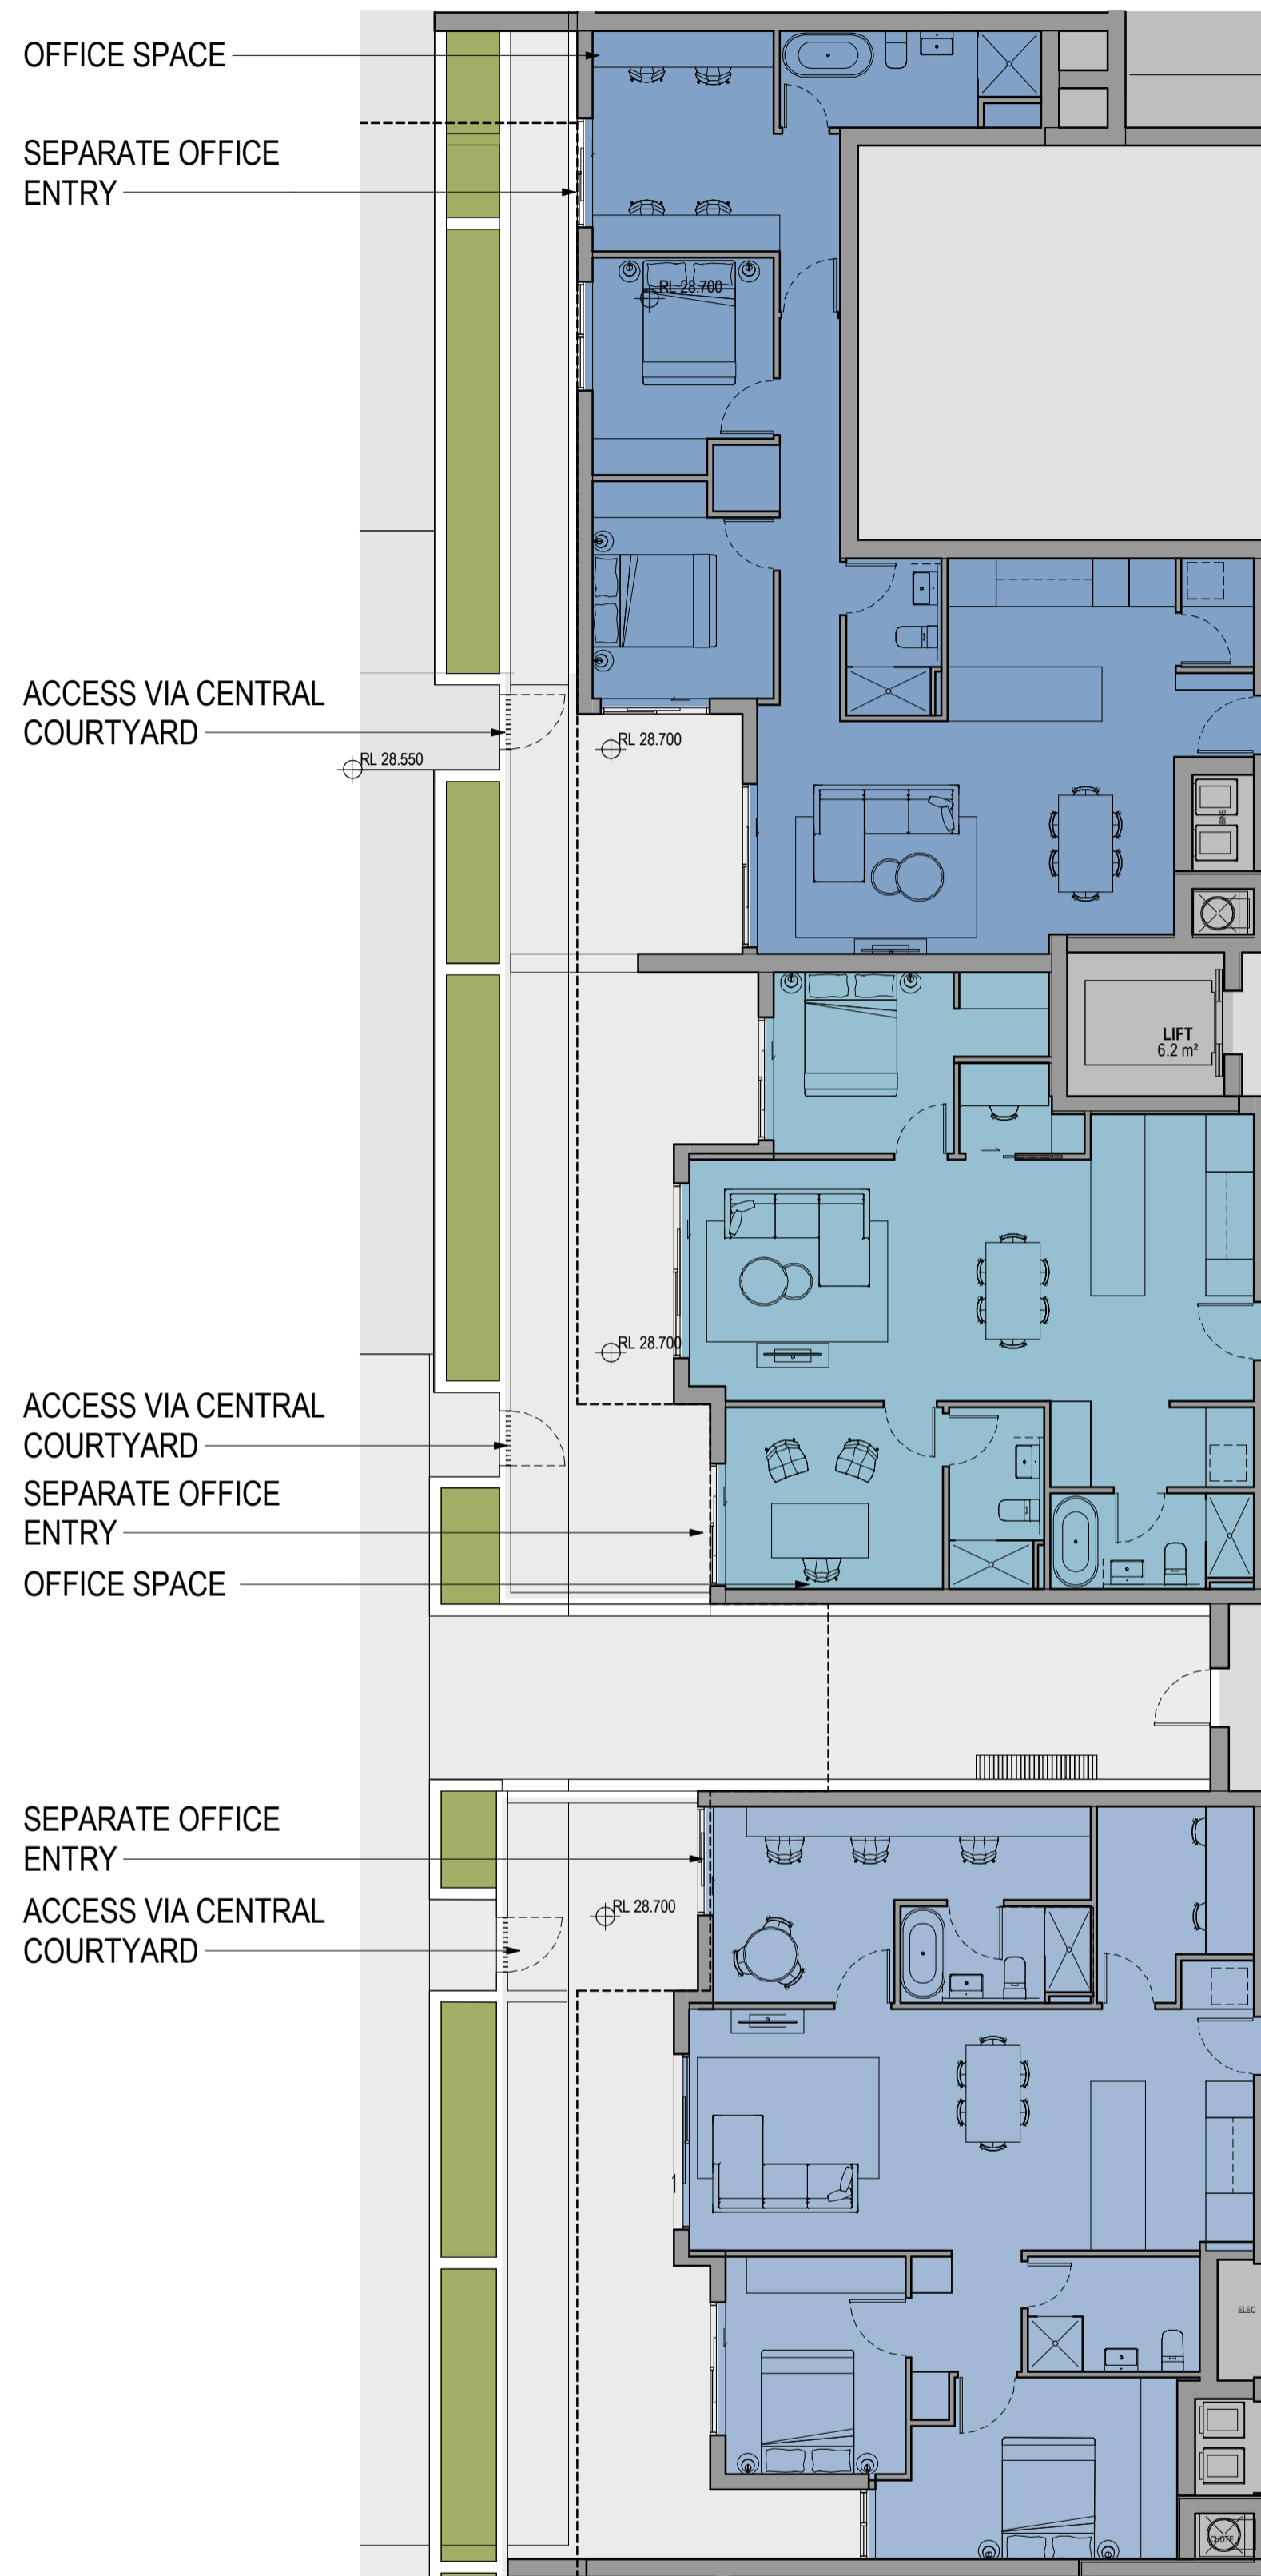 OFFICE SPACE
SEPARATE OFFICE
ENTRY
RL 28.700
ACCESS VIA CENTRAL
COURTYARD
RL 28.700
RL 28.550
BINS
LIFT
6.2 m²
RL 28.700
ACCESS VIA CENTRAL
COURTYARD
SEPARATE OFFICE
ENTRY
OFFICE SPACE
SEPARATE OFFICE
ENTRY
ACCESS VIA CENTRAL
COURTYARD
RL 28.700
ELEC
CHUTE